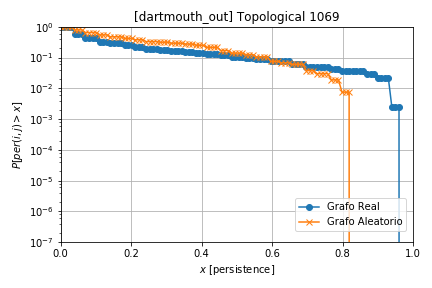 [dartmouth_out] Topological 1069
P[per(i, j) > x]
10^0
10^-1
10^-2
10^-3
10^-4
10^-5
10^-6
10^-7
Grafo Real
Grafo Aleatorio
0.0 0.2 0.4 0.6 0.8 1.0
x [persistence]